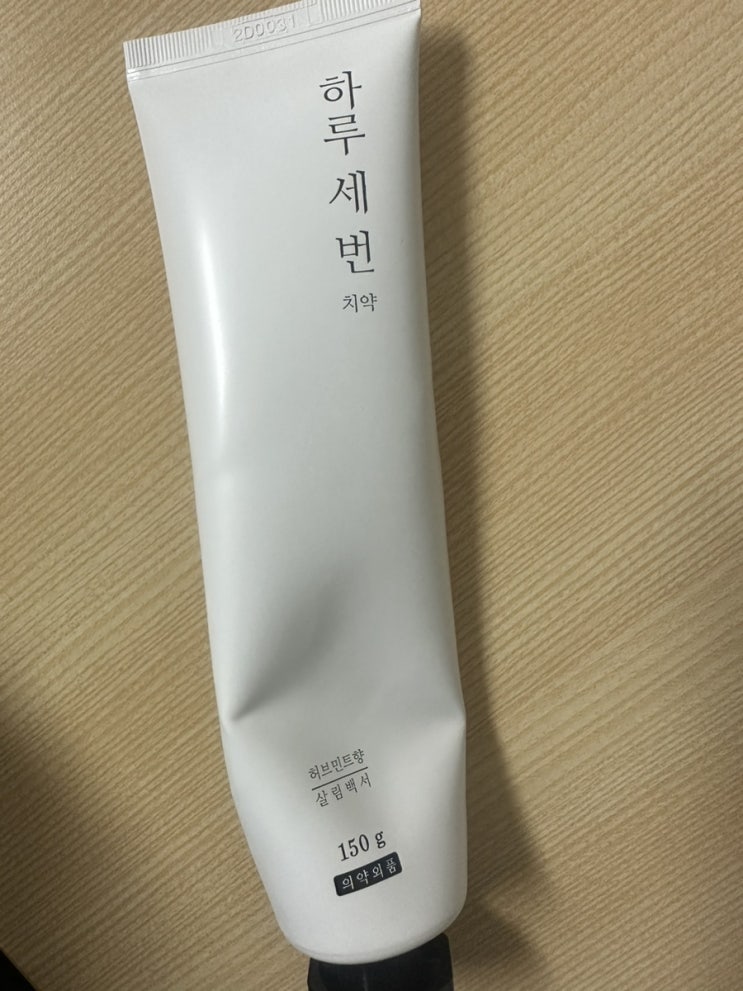 2D0031
하루 세 번
치약
허브민트향
살림백서
150 g
의약외품